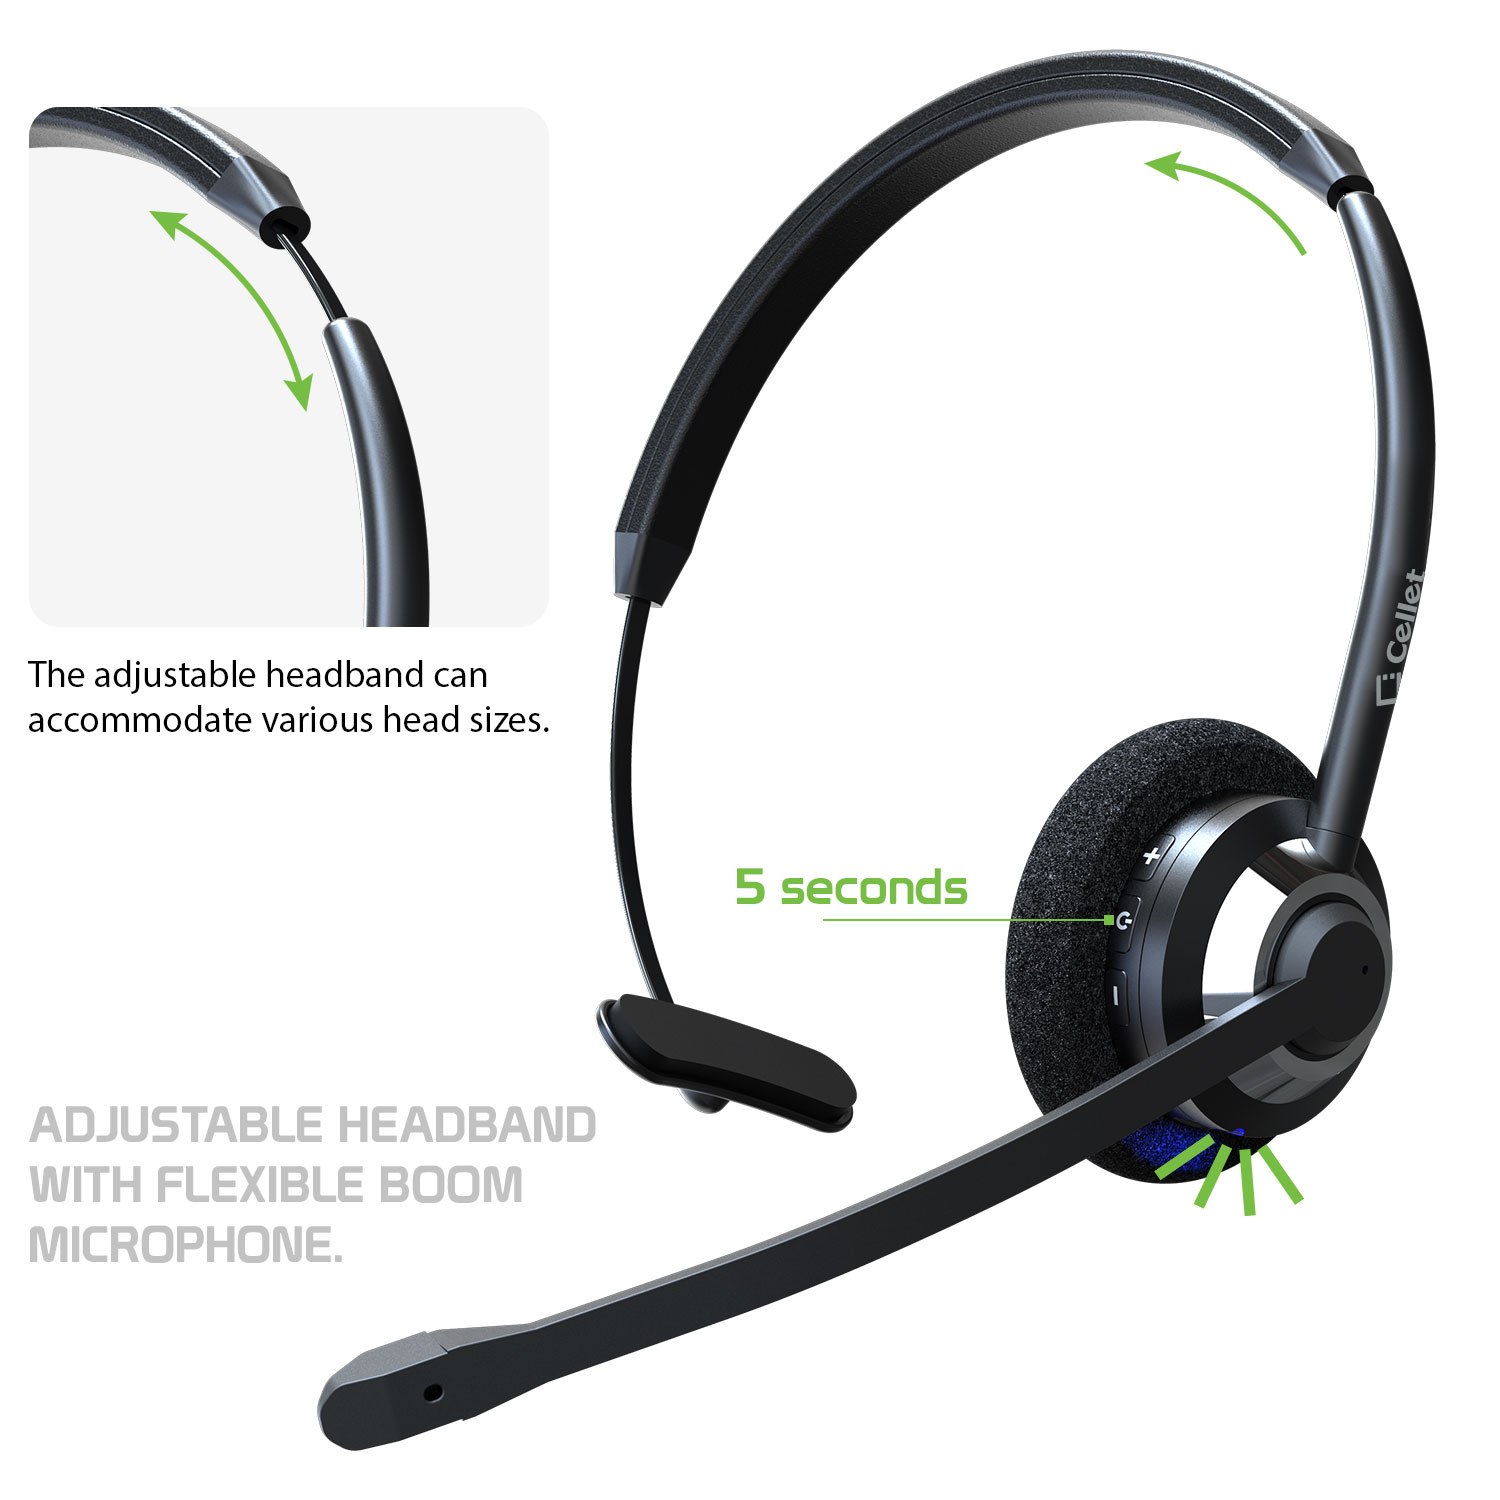 The adjustable headband can
accommodate various head sizes.
Cellet
5 seconds
ADJUSTABLE HEADBAND
WITH FLEXIBLE BOOM
MICROPHONE.